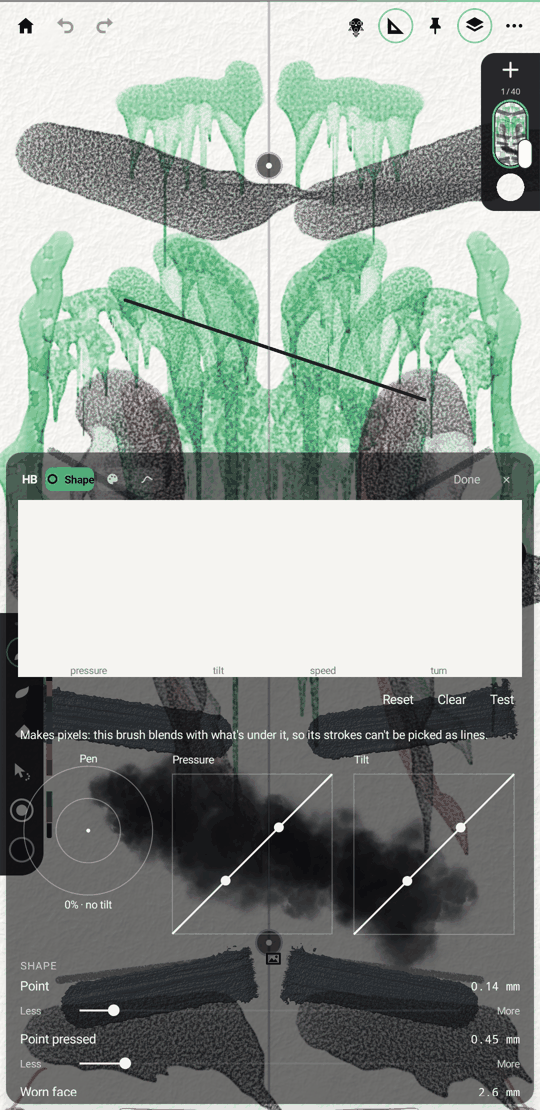 1/40
HB Shape Done ×
pressure tilt speed turn
Reset Clear Test
Makes pixels: this brush blends with what's under it, so its strokes can't be picked as lines.
Pen Pressure Tilt
0% · no tilt
SHAPE
Point 0.14 mm
Less More
Point pressed 0.45 mm
Less More
Worn face 2.6 mm